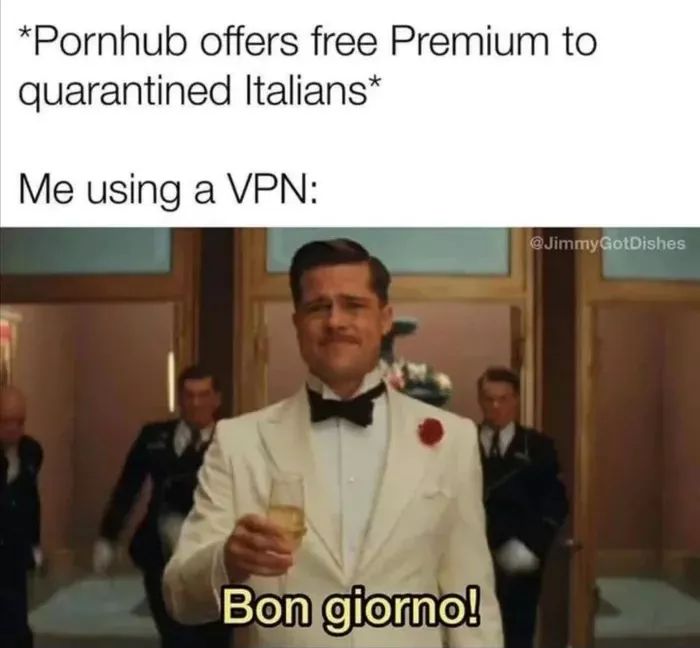 *Pornhub offers free Premium to
quarantined Italians*
Me using a VPN:
@JimmyGotDishes
Bon giorno!